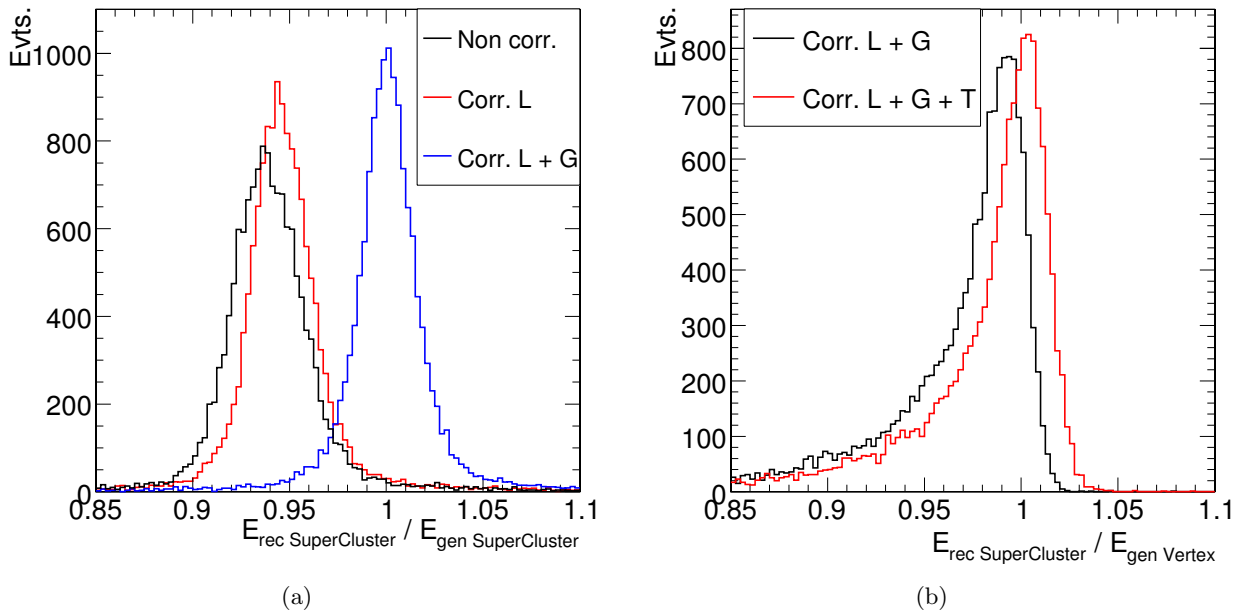 Evts.
1000
800
600
400
200
0
0.85 0.9 0.95 1 1.05 1.1
Non corr.
Corr. L
Corr. L + G
E_rec SuperCluster / E_gen SuperCluster
(a)
Evts.
800
700
600
500
400
300
200
100
0
0.85 0.9 0.95 1 1.05 1.1
Corr. L + G
Corr. L + G + T
E_rec SuperCluster / E_gen Vertex
(b)